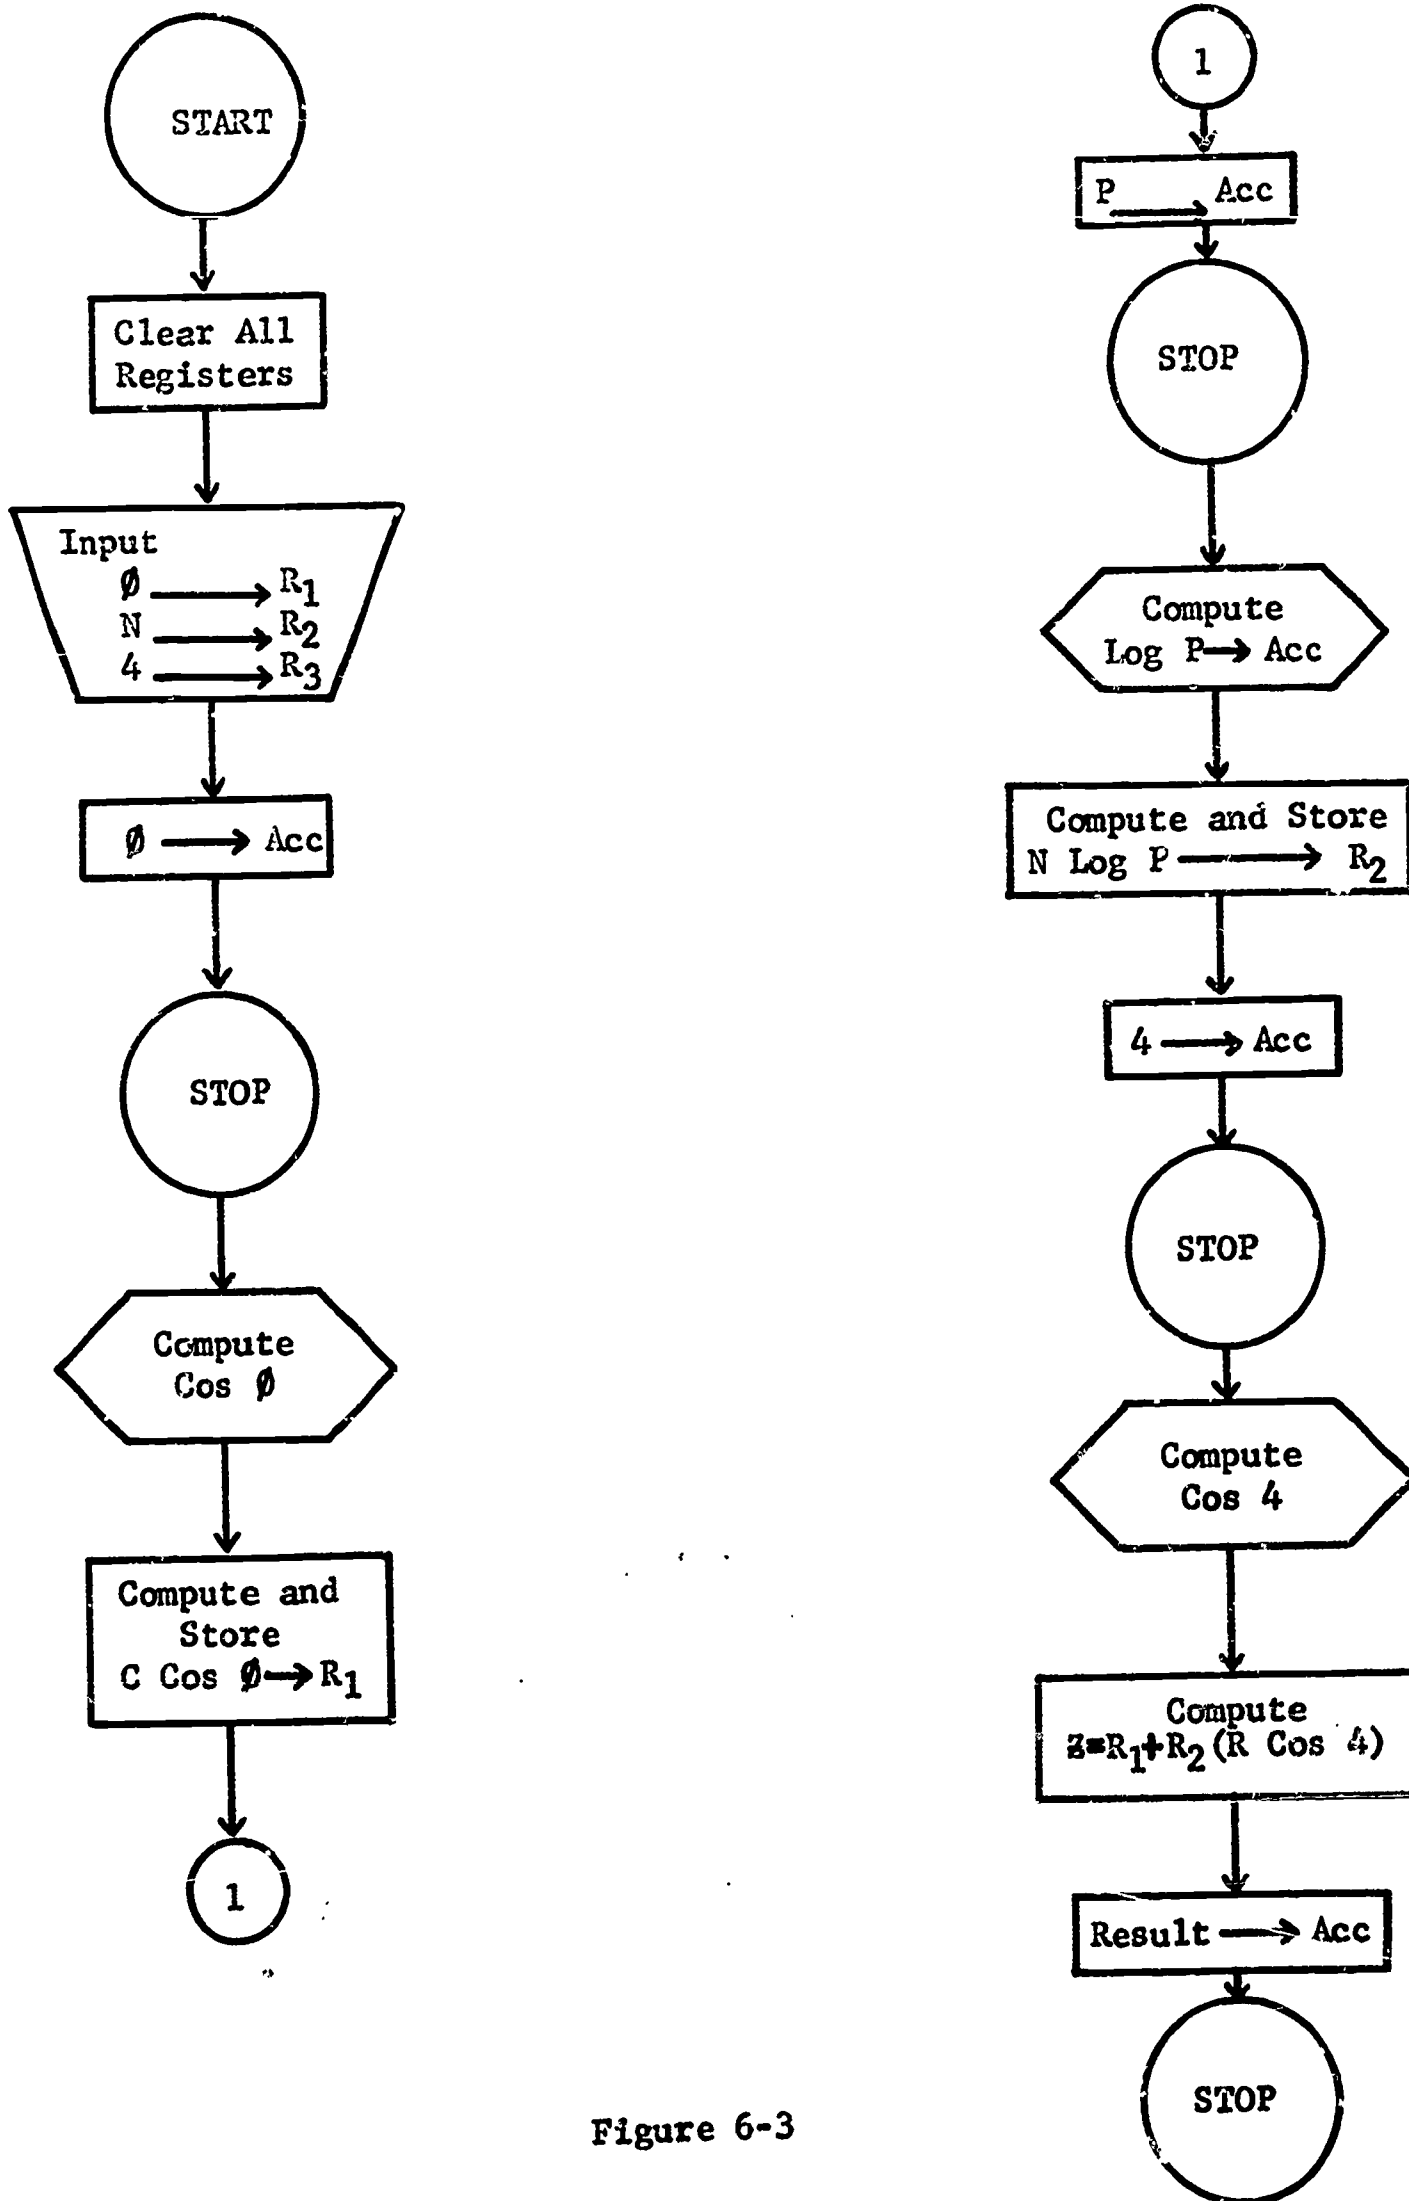 START
Clear All
Registers
Input
Ø → R1
N → R2
4 → R3
Ø → Acc
STOP
Compute
Cos Ø
Compute and
Store
C Cos Ø → R1
1
1
P → Acc
STOP
Compute
Log P → Acc
Compute and Store
N Log P → R2
4 → Acc
STOP
Compute
Cos 4
Compute
Z=R1+R2(R Cos 4)
Result → Acc
STOP
Figure 6-3